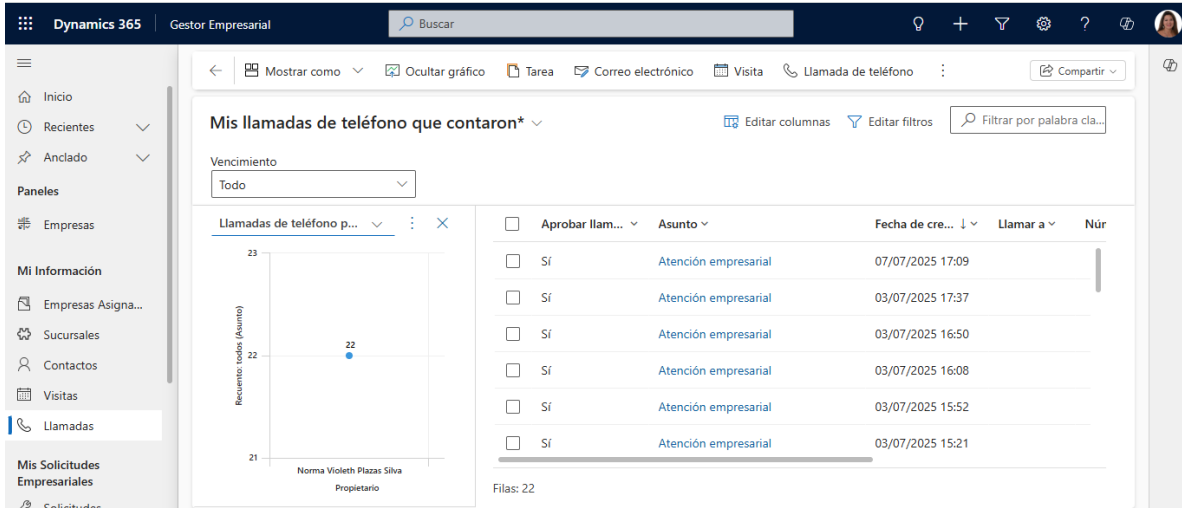 Dynamics 365 Gestor Empresarial Buscar
Mostrar como Ocultar gráfico Tarea Correo electrónico Visita Llamada de teléfono Compartir
Inicio
Recientes
Anclado
Paneles
Empresas
Mi Información
Empresas Asigna...
Sucursales
Contactos
Visitas
Llamadas
Mis Solicitudes
Empresariales
Solicitudes
Mis llamadas de teléfono que contaron*
Editar columnas Editar filtros Filtrar por palabra cla...
Vencimiento
Todo
Llamadas de teléfono p...
23
22
22
21
Recuento: todos (Asunto)
Norma Violeth Plazas Silva
Propietario
Aprobar llam... Asunto Fecha de cre... Llamar a Núr
Sí Atención empresarial 07/07/2025 17:09
Sí Atención empresarial 03/07/2025 17:37
Sí Atención empresarial 03/07/2025 16:50
Sí Atención empresarial 03/07/2025 16:08
Sí Atención empresarial 03/07/2025 15:52
Sí Atención empresarial 03/07/2025 15:21
Filas: 22